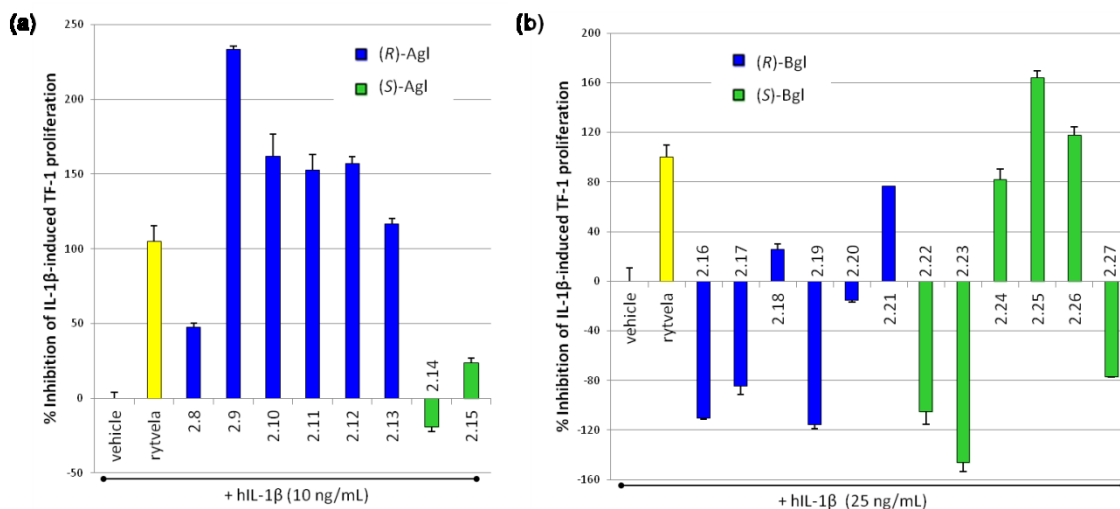 (a)
% Inhibition of IL-1β-induced TF-1 proliferation
250
200
150
100
50
0
-50
(R)-Agl
(S)-Agl
vehicle
rytvela
2.8
2.9
2.10
2.11
2.12
2.13
2.14
2.15
+ hIL-1β (10 ng/mL)
(b)
% Inhibition of IL-1β-induced TF-1 proliferation
200
160
120
80
40
0
-40
-80
-120
-160
(R)-Bgl
(S)-Bgl
vehicle
rytvela
2.16
2.17
2.18
2.19
2.20
2.21
2.22
2.23
2.24
2.25
2.26
2.27
+ hIL-1β (25 ng/mL)